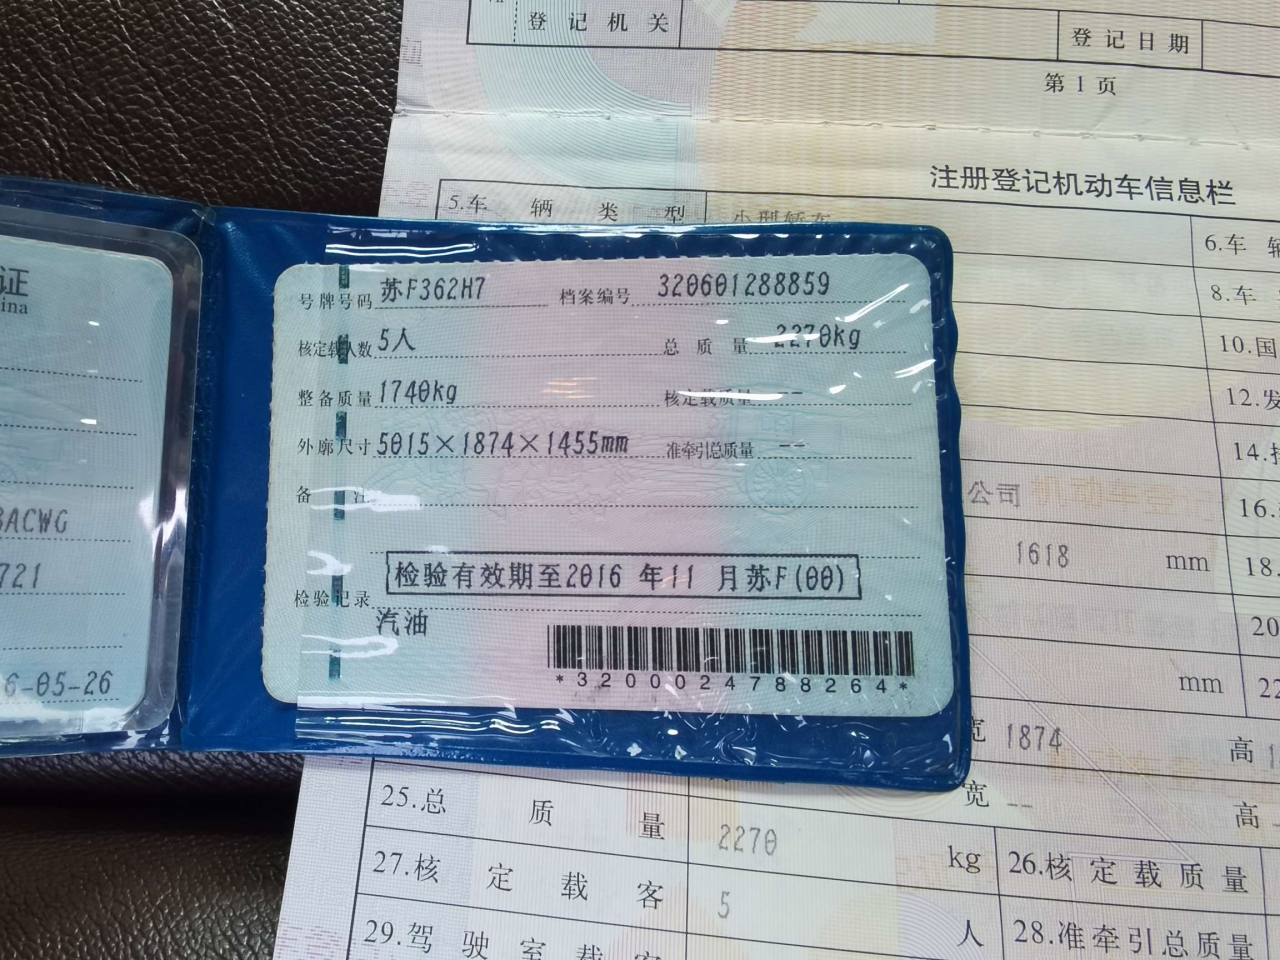 登记机关
登记日期
第1页
注册登记机动车信息栏
5.车辆类型 小型轿车
6.车
8.车
10.国
12.发
14.
公司
16.
1618 mm
18.
20
mm
22
宽 1874 高
宽 -- 高
25.总质量 2270 kg
26.核定载质量
27.核定载客 5 人
28.准牵引总质量
29.驾驶室载客
证
ina
BACWG
721
6-05-26
号牌号码 苏F362H7 档案编号 320601288859
核定载人数 5人 总质量 2270kg
整备质量 1740kg 核定载质量 --
外廓尺寸 5015×1874×1455mm 准牵引总质量 --
备注
检验有效期至2016 年11 月苏F(00)
检验记录
汽油
*3200024788264*